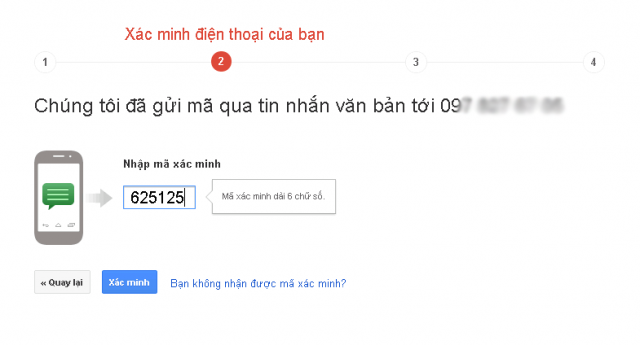 Xác minh điện thoại của bạn
1 2 3 4
Chúng tôi đã gửi mã qua tin nhắn văn bản tới 097
Nhập mã xác minh
625125 Mã xác minh dài 6 chữ số.
« Quay lại Xác minh Bạn không nhận được mã xác minh?